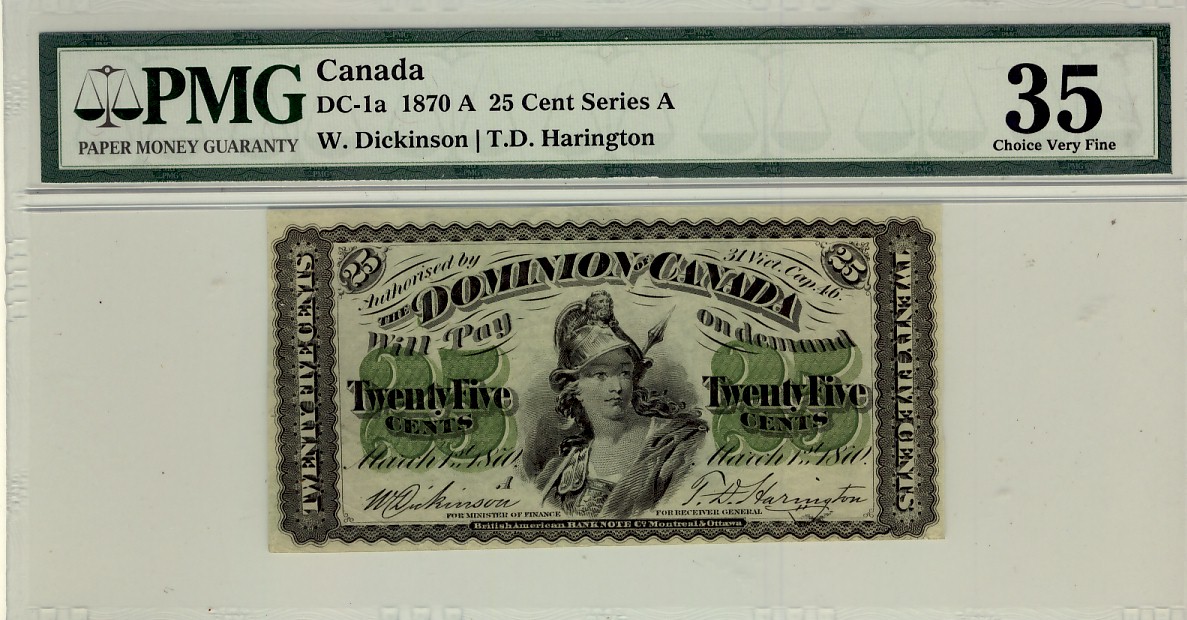 PMG
PAPER MONEY GUARANTY
Canada
DC-1a 1870 A 25 Cent Series A
W. Dickinson | T.D. Harington
35
Choice Very Fine
25
Authorised by
31 Vict. Cap. 46.
25
THE DOMINION OF CANADA
Will Pay
on demand
25
Twenty Five
CENTS
25
Twenty Five
CENTS
March 1st. 1870.
March 1st. 1870.
A
W Dickinson
T. D. Harington
FOR MINISTER OF FINANCE
FOR RECEIVER GENERAL
British American BANK NOTE Co. Montreal & Ottawa
TWENTY FIVE CENTS
TWENTY FIVE CENTS